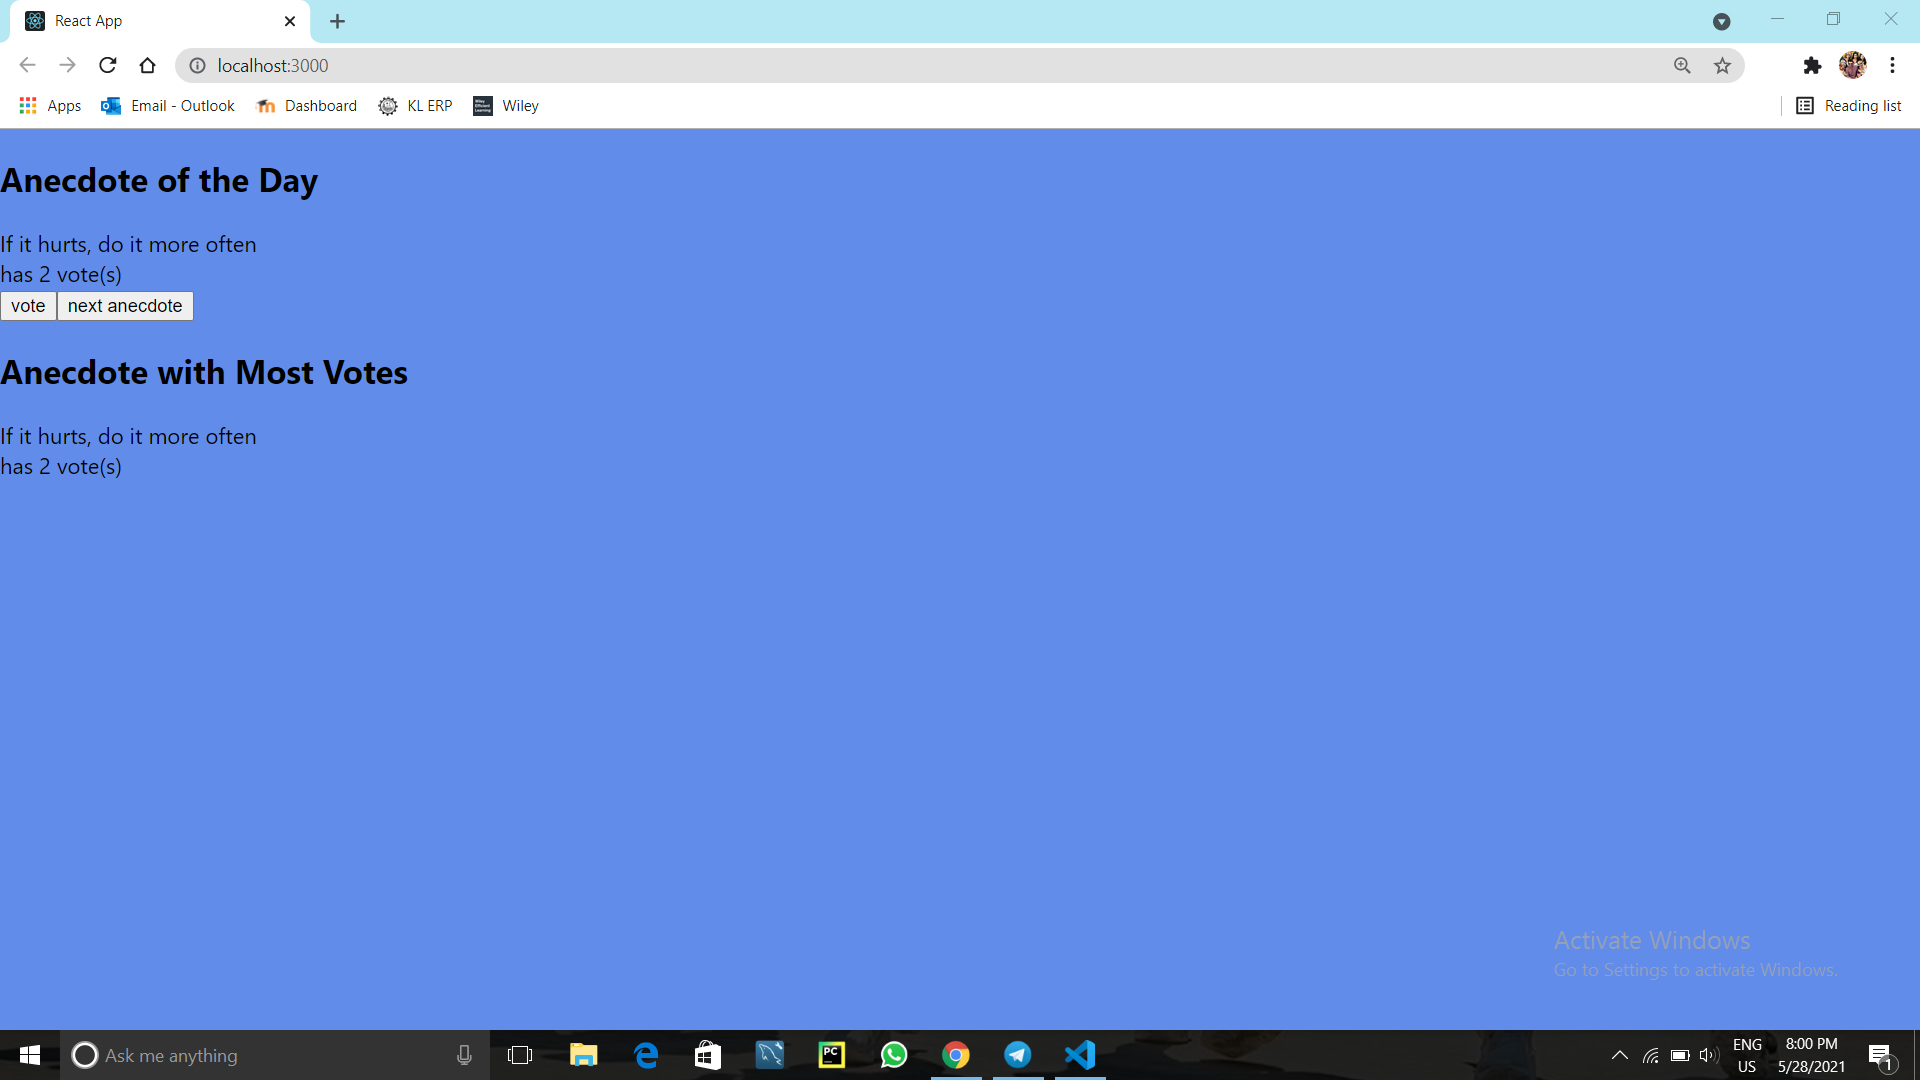 React App
localhost:3000
Apps
Email - Outlook
Dashboard
KL ERP
Wiley
Reading list
Anecdote of the Day
If it hurts, do it more often
has 2 vote(s)
vote
next anecdote
Anecdote with Most Votes
If it hurts, do it more often
has 2 vote(s)
Activate Windows
Go to Settings to activate Windows.
Ask me anything
PC
ENG
US
8:00 PM
5/28/2021
1